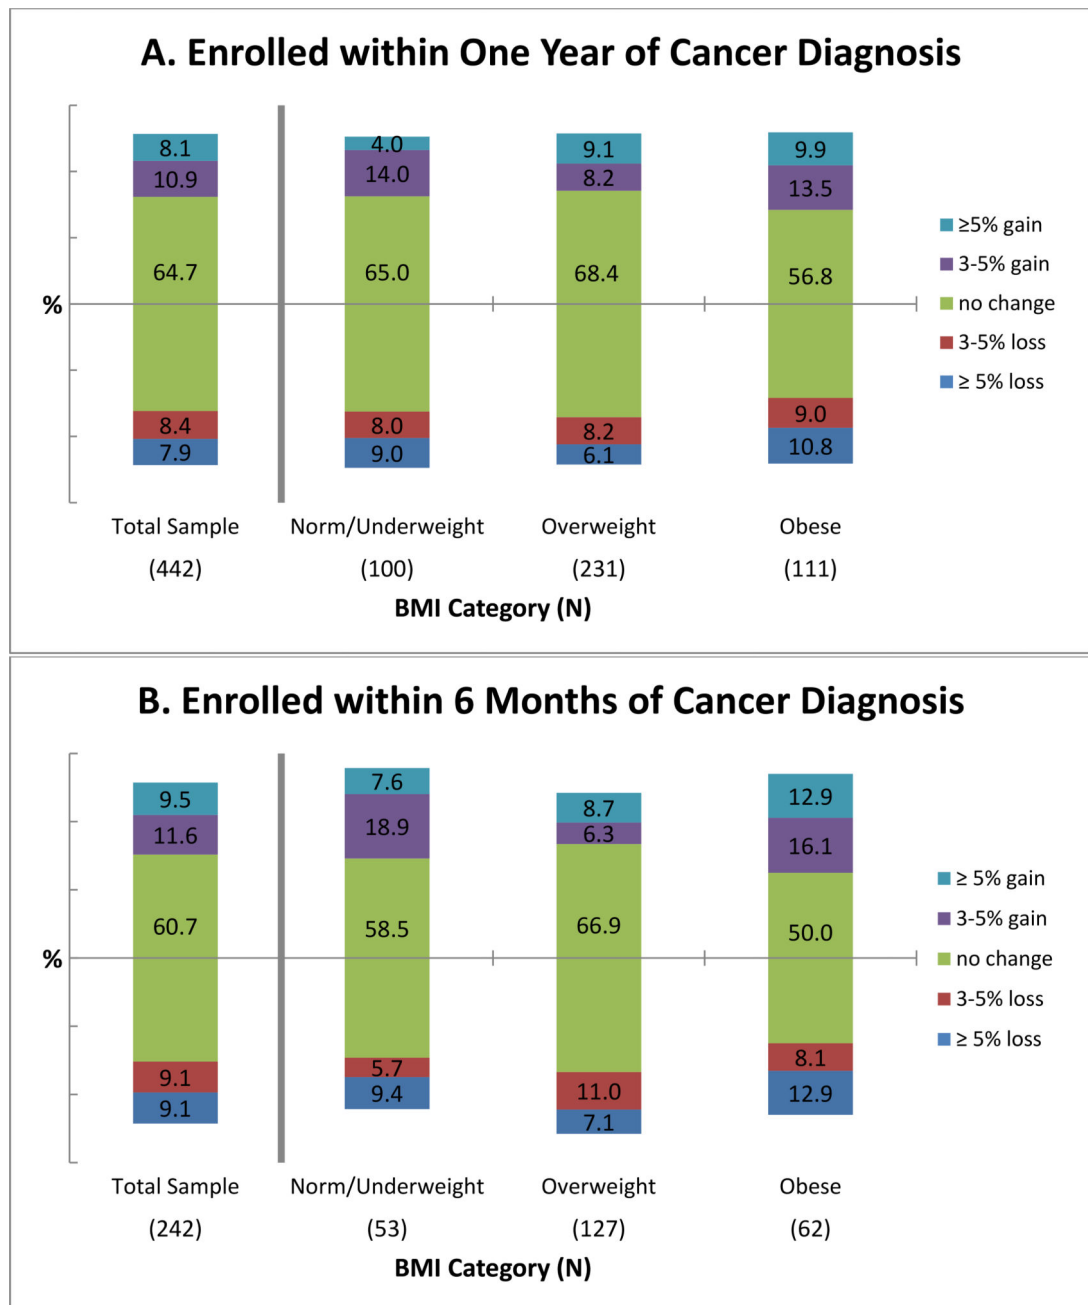 A. Enrolled within One Year of Cancer Diagnosis
8.1 4.0 9.1 9.9
10.9 14.0 8.2 13.5
64.7 65.0 68.4 56.8
8.4 8.0 8.2 9.0
7.9 9.0 6.1 10.8
%
≥5% gain
3-5% gain
no change
3-5% loss
≥ 5% loss
Total Sample Norm/Underweight Overweight Obese
(442) (100) (231) (111)
BMI Category (N)
B. Enrolled within 6 Months of Cancer Diagnosis
9.5 7.6 8.7 12.9
11.6 18.9 6.3 16.1
60.7 58.5 66.9 50.0
9.1 5.7 11.0 8.1
9.1 9.4 7.1 12.9
%
≥ 5% gain
3-5% gain
no change
3-5% loss
≥ 5% loss
Total Sample Norm/Underweight Overweight Obese
(242) (53) (127) (62)
BMI Category (N)